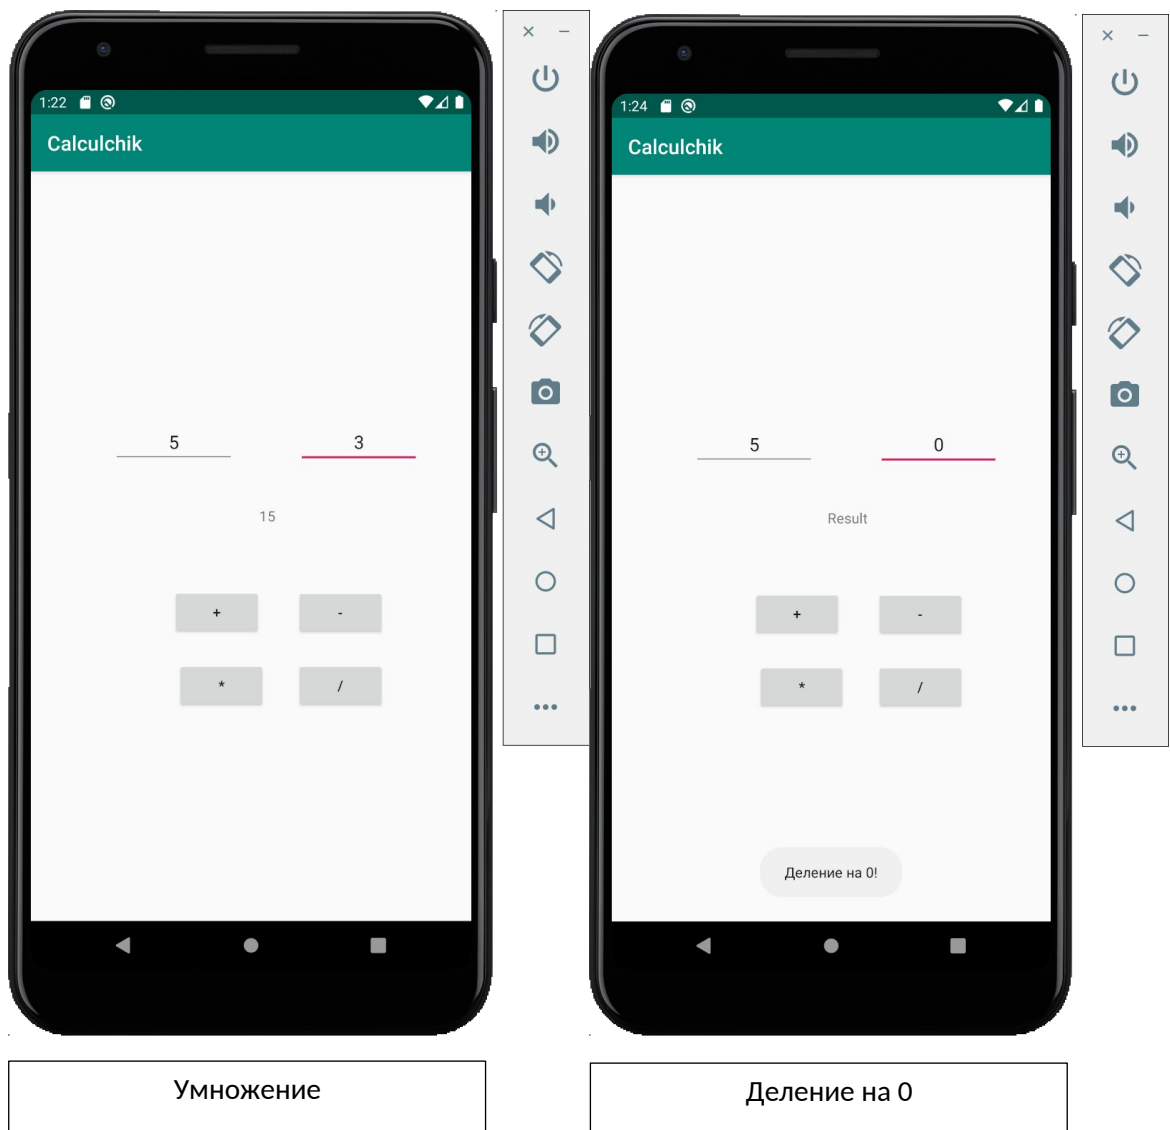 1:22
Calculchik
5 3
15
+ -
* /
Умножение
1:24
Calculchik
5 0
Result
+ -
* /
Деление на 0!
Деление на 0